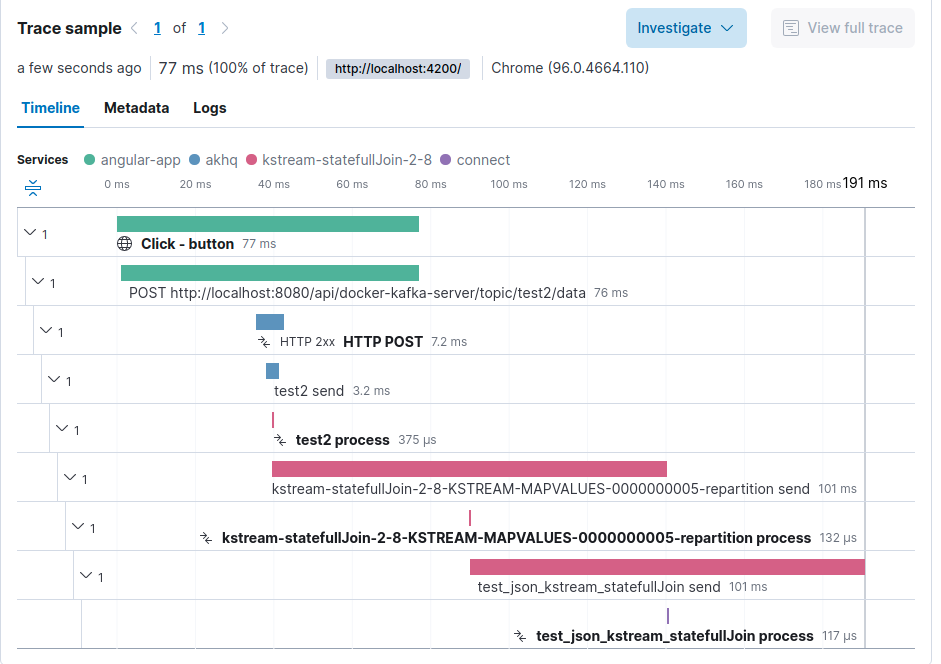 Trace sample 1 of 1 Investigate View full trace
a few seconds ago 77 ms (100% of trace) http://localhost:4200/ Chrome (96.0.4664.110)
Timeline Metadata Logs
Services angular-app akhq kstream-statefullJoin-2-8 connect
0 ms 20 ms 40 ms 60 ms 80 ms 100 ms 120 ms 140 ms 160 ms 180 ms 191 ms
1
Click - button 77 ms
1
POST http://localhost:8080/api/docker-kafka-server/topic/test2/data 76 ms
1
HTTP 2xx HTTP POST 7.2 ms
1
test2 send 3.2 ms
1
test2 process 375 µs
1
kstream-statefullJoin-2-8-KSTREAM-MAPVALUES-0000000005-repartition send 101 ms
1
kstream-statefullJoin-2-8-KSTREAM-MAPVALUES-0000000005-repartition process 132 µs
1
test_json_kstream_statefullJoin send 101 ms
test_json_kstream_statefullJoin process 117 µs